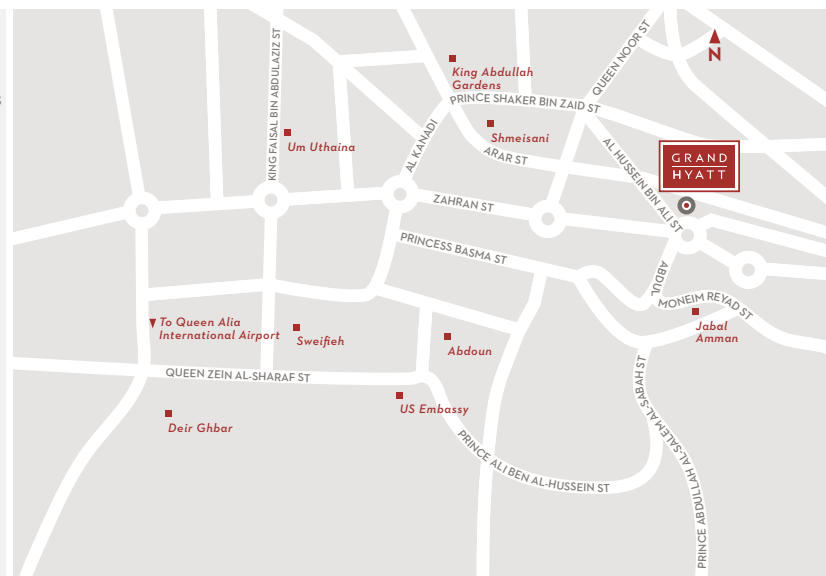 N
King Abdullah
Gardens
QUEEN NOOR ST
KING FAISAL BIN ABDULAZIZ ST
PRINCE SHAKER BIN ZAID ST
Um Uthaina
AL KANADI
Shmeisani
ARAR ST
AL HUSSEIN BIN ALI ST
GRAND
HYATT
ZAHRAN ST
PRINCESS BASMA ST
ABDUL
MONEIM REYAD ST
To Queen Alia
International Airport
Sweifieh
Abdoun
Jabal
Amman
QUEEN ZEIN AL-SHARAF ST
US Embassy
Deir Ghbar
PRINCE ALI BEN AL-HUSSEIN ST
PRINCE ABDULLAH AL-SALEM AL-SABAH ST